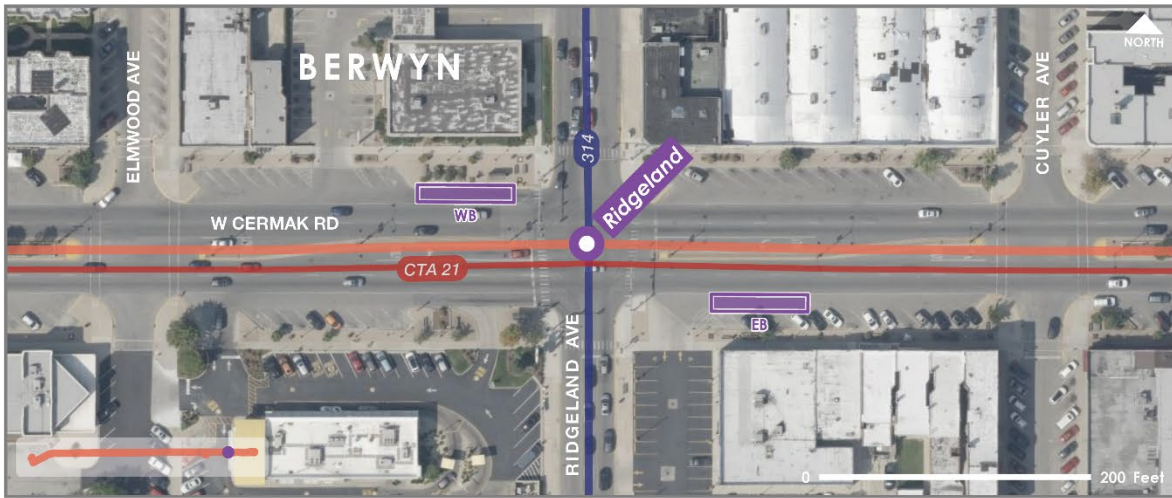 BERWYN
NORTH
ELMWOOD AVE
CUYLER AVE
314
Ridgeland
WB
W CERMAK RD
CTA 21
EB
RIDGELAND AVE
0 200 Feet